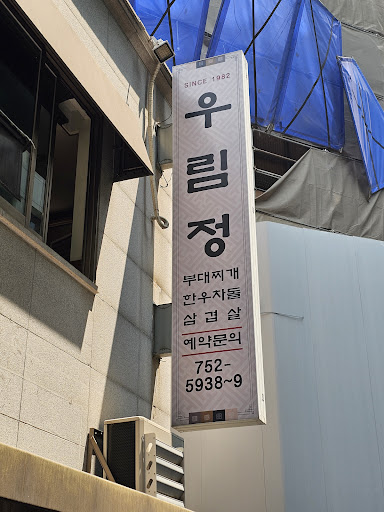 SINCE 1982
우림정
부대찌개
한우차돌
삼겹살
예약문의
752-
5938~9